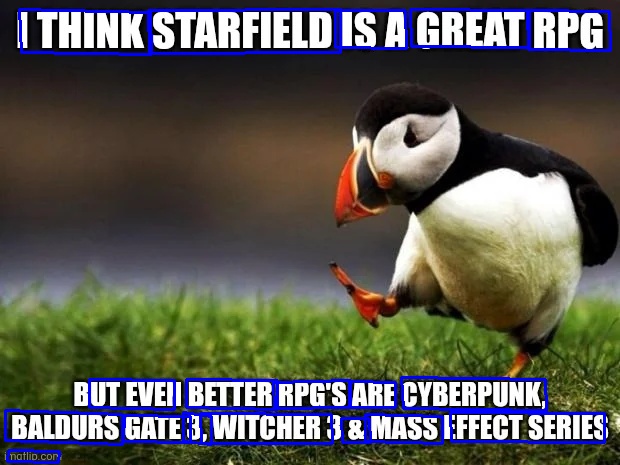 I THINK STARFIELD IS A GREAT RPG
BUT EVEN BETTER RPG'S ARE CYBERPUNK,
BALDURS GATE 3, WITCHER 3 & MASS EFFECT SERIES
imgflip.com